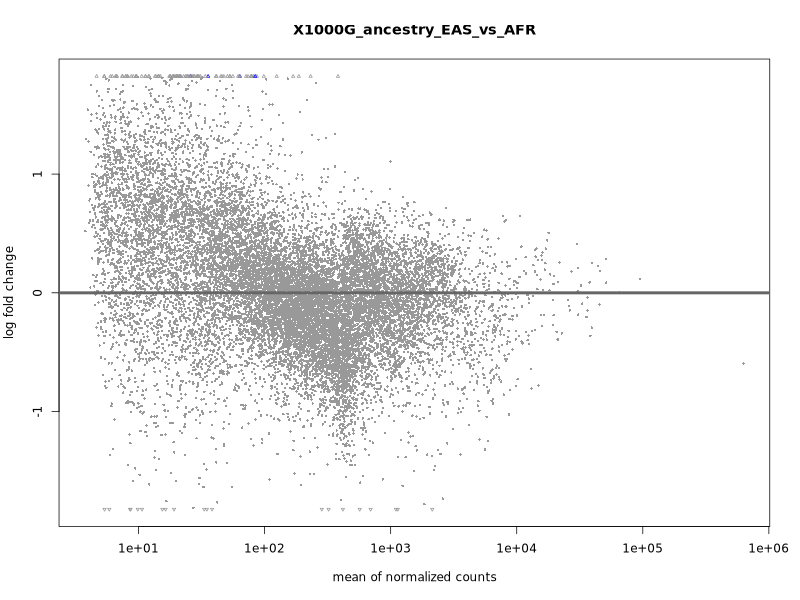 X1000G_ancestry_EAS_vs_AFR
log fold change
1
0
-1
1e+01 1e+02 1e+03 1e+04 1e+05 1e+06
mean of normalized counts